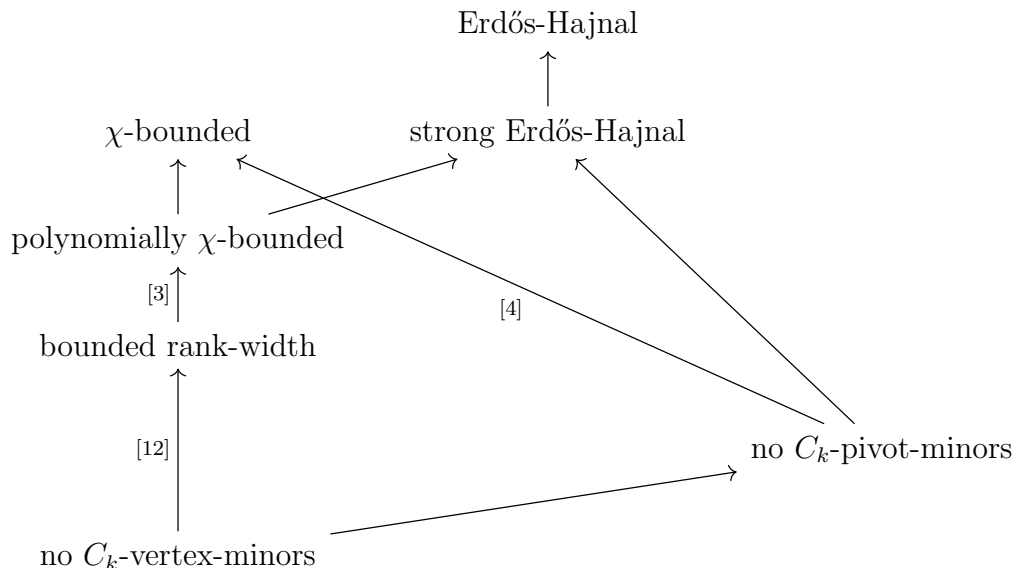 Erdős-Hajnal
χ-bounded
strong Erdős-Hajnal
polynomially χ-bounded
[3]
[4]
bounded rank-width
[12]
no $C_k$-pivot-minors
no $C_k$-vertex-minors